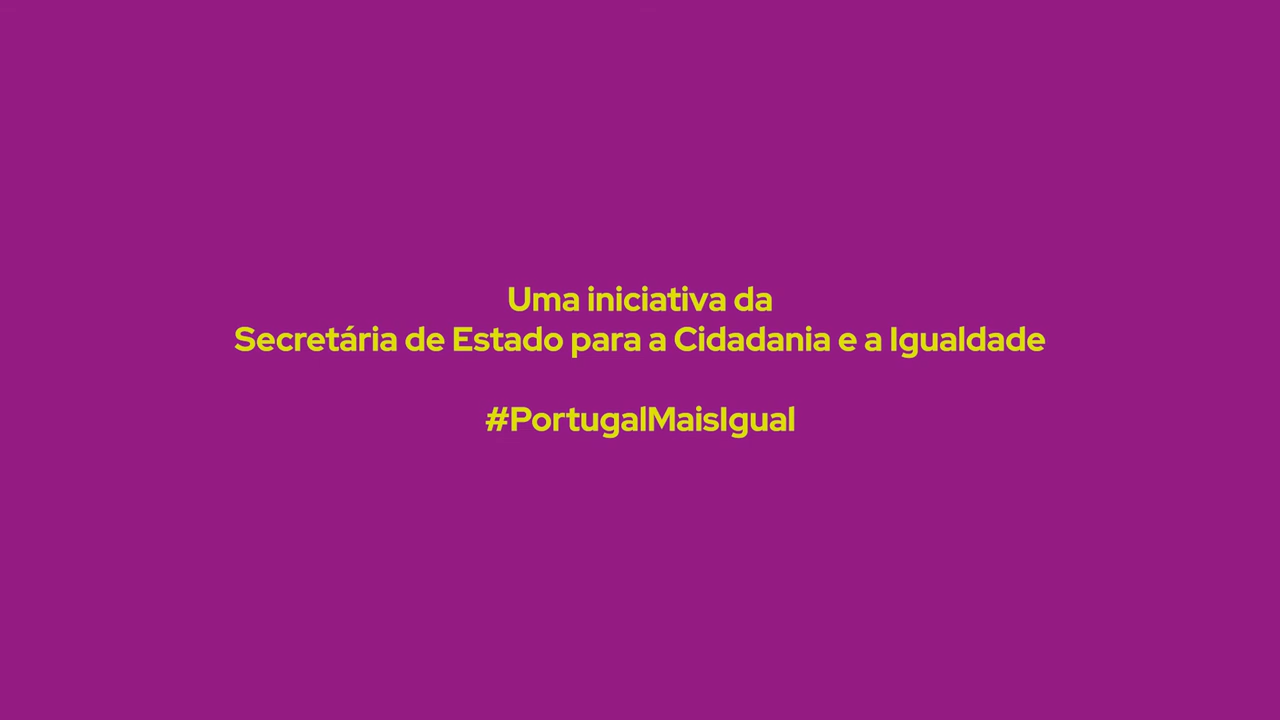 Uma iniciativa da
Secretária de Estado para a Cidadania e a Igualdade
#PortugalMaisIgual